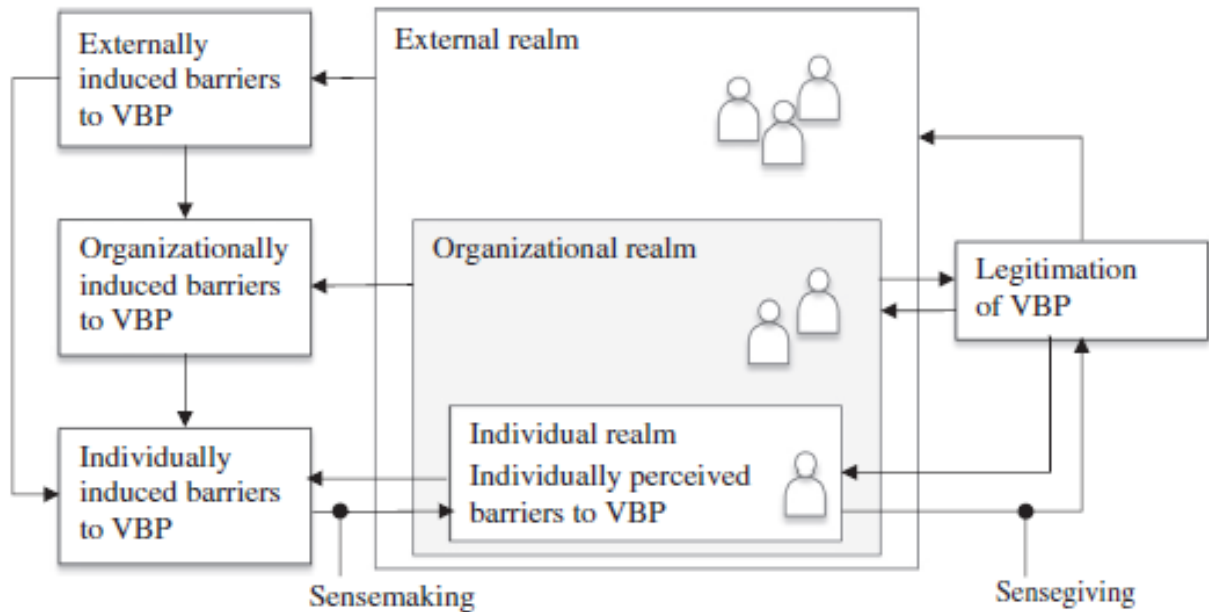 Externally
induced barriers
to VBP
External realm
Organizationally
induced barriers
to VBP
Organizational realm
Legitimation
of VBP
Individually
induced barriers
to VBP
Individual realm
Individually perceived
barriers to VBP
Sensemaking
Sensegiving